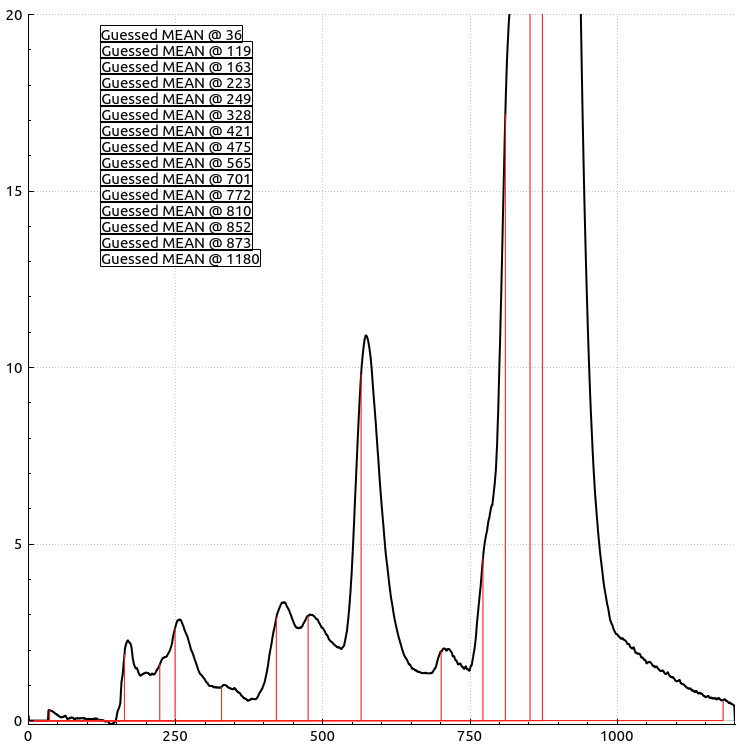 20
Guessed MEAN @ 36
Guessed MEAN @ 119
Guessed MEAN @ 163
Guessed MEAN @ 223
Guessed MEAN @ 249
Guessed MEAN @ 328
Guessed MEAN @ 421
Guessed MEAN @ 475
Guessed MEAN @ 565
Guessed MEAN @ 701
Guessed MEAN @ 772
Guessed MEAN @ 810
Guessed MEAN @ 852
Guessed MEAN @ 873
Guessed MEAN @ 1180
15
10
5
0
0 250 500 750 1000